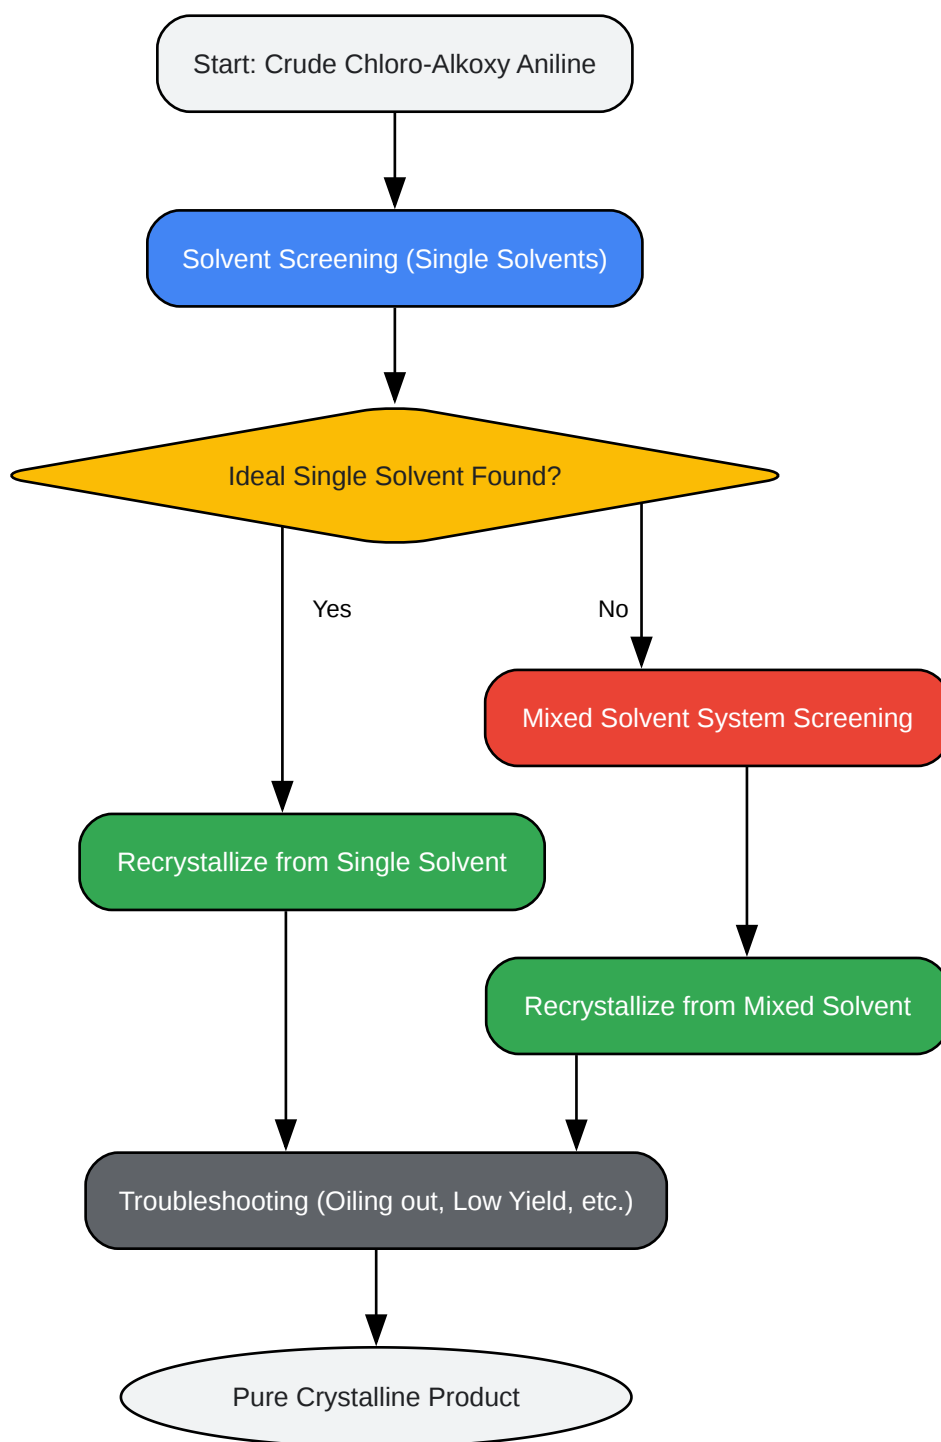 Start: Crude Chloro-Alkoxy Aniline
Solvent Screening (Single Solvents)
Ideal Single Solvent Found?
Yes
No
Mixed Solvent System Screening
Recrystallize from Single Solvent
Recrystallize from Mixed Solvent
Troubleshooting (Oiling out, Low Yield, etc.)
Pure Crystalline Product